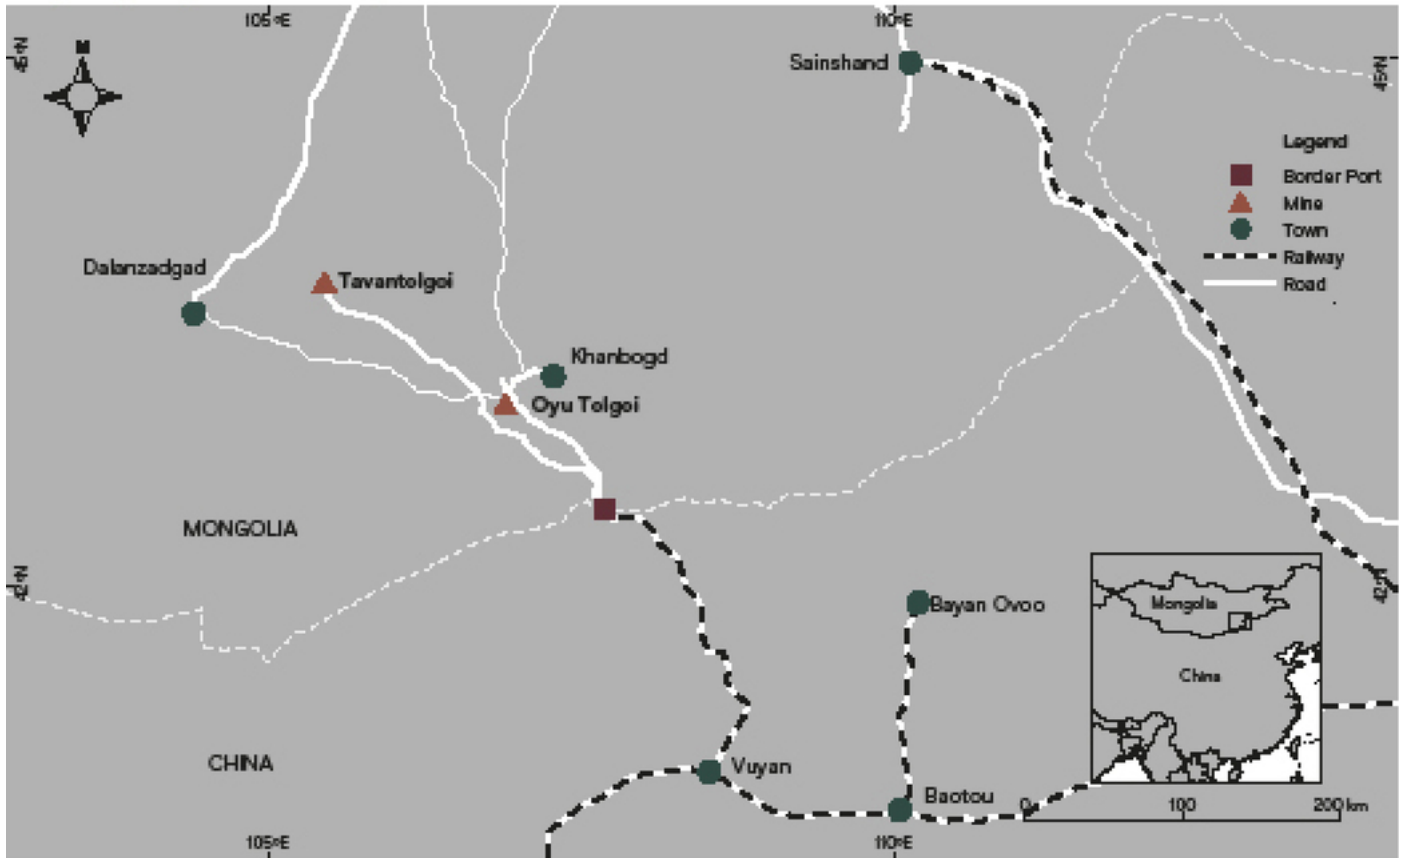 105°E
110°E
N
45°N
Sainshand
45°N
Legend
Border Port
Mine
Town
Railway
Road
Dalanzadgad
Tavantolgoi
Khanbogd
Oyu Tolgoi
MONGOLIA
42°N
42°N
Bayan Ovoo
Mongolia
China
CHINA
Vuyan
Baotou
0 100 200 km
105°E
110°E